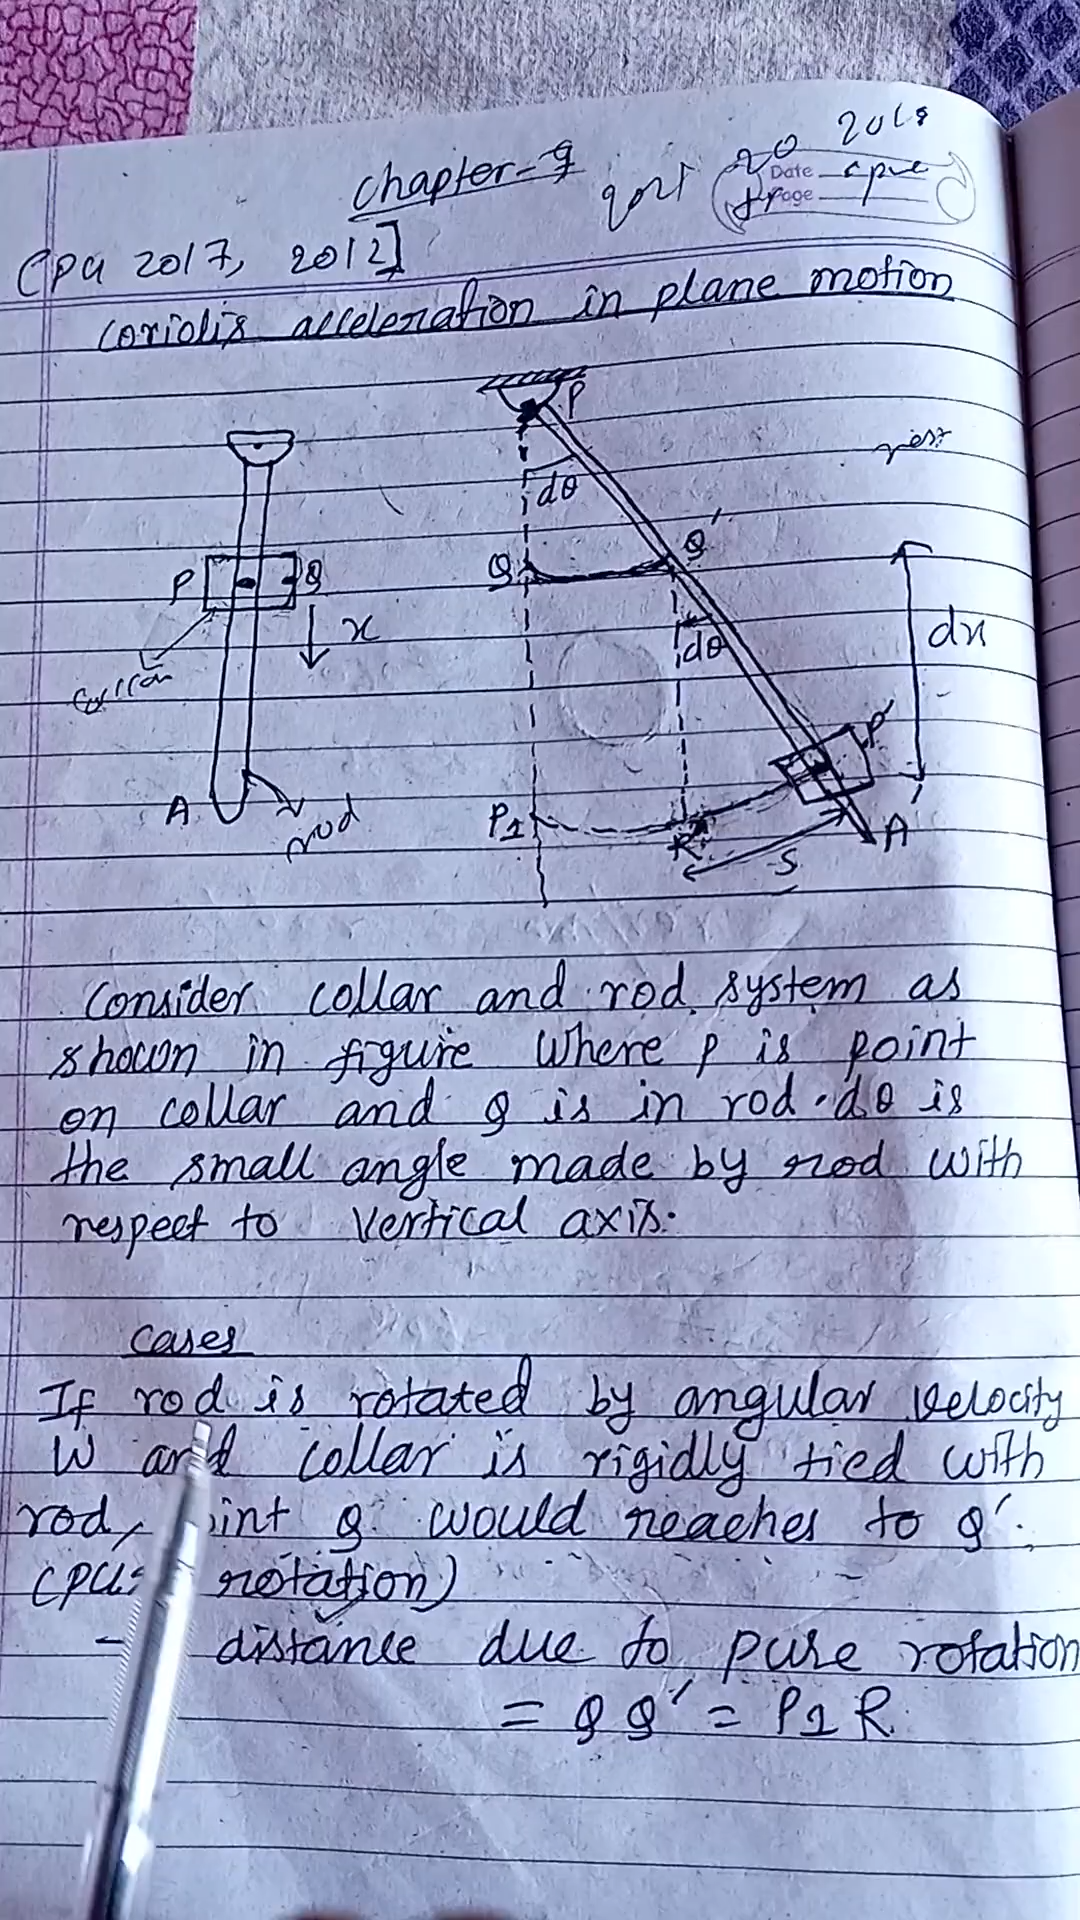 2018
Chapter-9
Date
Page
(PU 2017, 2012]
coriolis acceleration in plane motion
P
dθ
Q
Q'
P
Q
x
dθ
dx
collar
P'
A
rod
P1
R
S
A'
Consider collar and rod system as
shown in figure where p is point
on collar and Q is in rod. dθ is
the small angle made by rod with
respect to vertical axis.
Cases
If rod is rotated by angular velocity
W and collar is rigidly tied with
rod, int Q would reaches to Q'.
(pu rotation)
- distance due to pure rotation
= QQ' = P1R